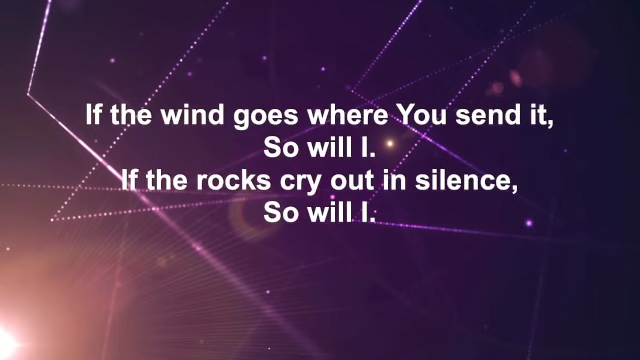 If the wind goes where You send it,
So will I.
If the rocks cry out in silence,
So will I.